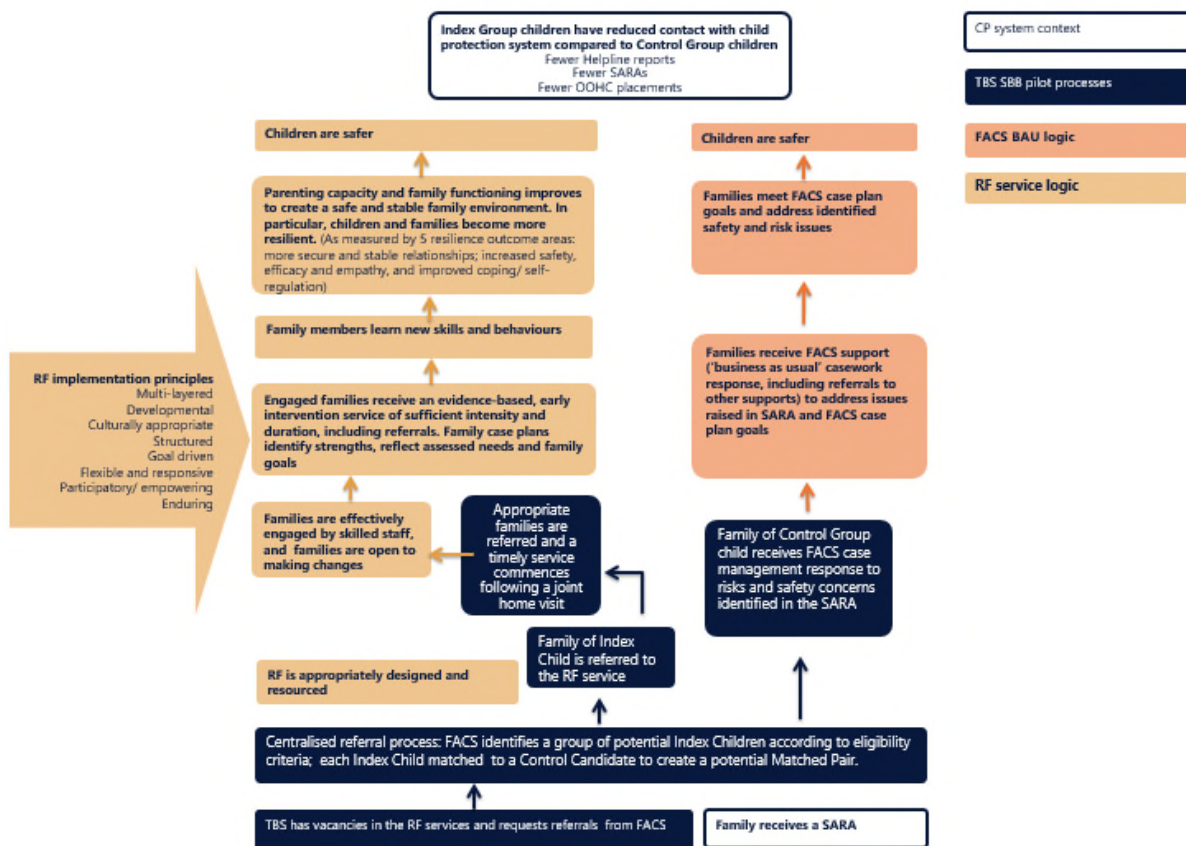 Index Group children have reduced contact with child
protection system compared to Control Group children
Fewer Helpline reports
Fewer SARAs
Fewer OOHC placements
CP system context
TBS SBB pilot processes
FACS BAU logic
RF service logic
Children are safer
Parenting capacity and family functioning improves
to create a safe and stable family environment. In
particular, children and families become more
resilient. (As measured by 5 resilience outcome areas:
more secure and stable relationships; increased safety,
efficacy and empathy, and improved coping/ self-
regulation)
Family members learn new skills and behaviours
Engaged families receive an evidence-based, early
intervention service of sufficient intensity and
duration, including referrals. Family case plans
identify strengths, reflect assessed needs and family
goals
Families are effectively
engaged by skilled staff,
and families are open to
making changes
RF implementation principles
Multi-layered
Developmental
Culturally appropriate
Structured
Goal driven
Flexible and responsive
Participatory/ empowering
Enduring
Appropriate
families are
referred and a
timely service
commences
following a joint
home visit
Family of Index
Child is referred to
the RF service
RF is appropriately designed and
resourced
Children are safer
Families meet FACS case plan
goals and address identified
safety and risk issues
Families receive FACS support
('business as usual' casework
response, including referrals to
other supports) to address issues
raised in SARA and FACS case
plan goals
Family of Control Group
child receives FACS case
management response to
risks and safety concerns
identified in the SARA
Centralised referral process: FACS identifies a group of potential Index Children according to eligibility
criteria; each Index Child matched to a Control Candidate to create a potential Matched Pair.
TBS has vacancies in the RF services and requests referrals from FACS
Family receives a SARA